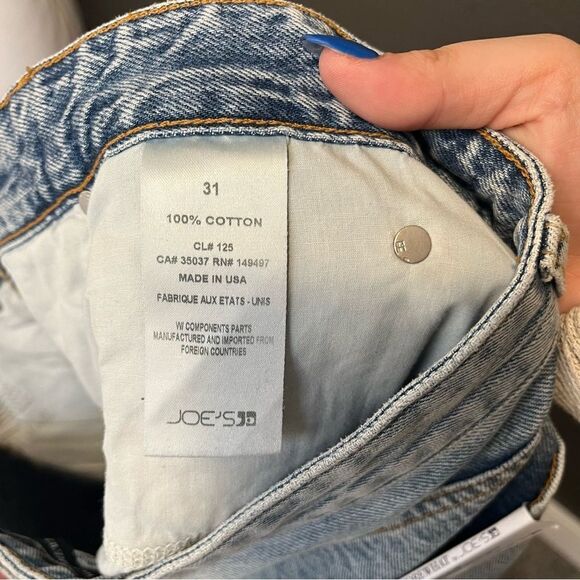 31
100% COTTON
CL# 125
CA# 35037 RN# 149497
MADE IN USA
FABRIQUE AUX ETATS - UNIS
W/ COMPONENTS PARTS
MANUFACTURED AND IMPORTED FROM
FOREIGN COUNTRIES
JOE'S